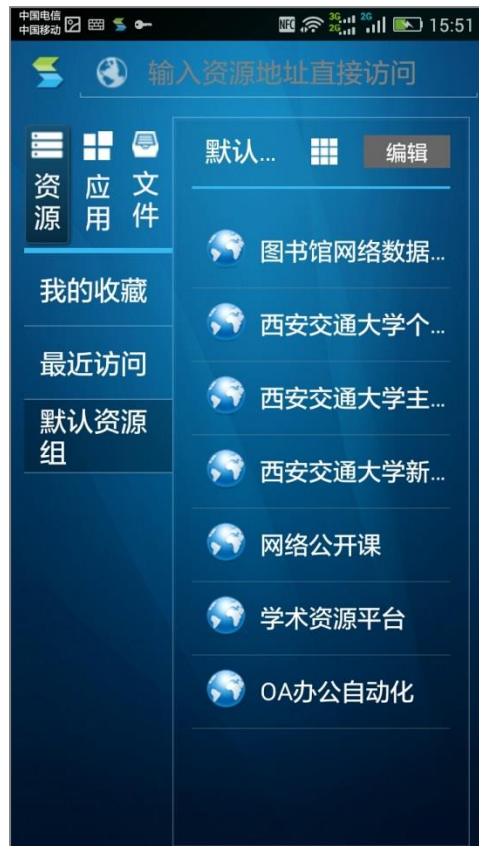 中国电信
中国移动
NFC 3G 2G 2G 15:51
输入资源地址直接访问
资源
应用
文件
默认... 编辑
我的收藏
最近访问
默认资源
组
图书馆网络数据...
西安交通大学个...
西安交通大学主...
西安交通大学新...
网络公开课
学术资源平台
OA办公自动化